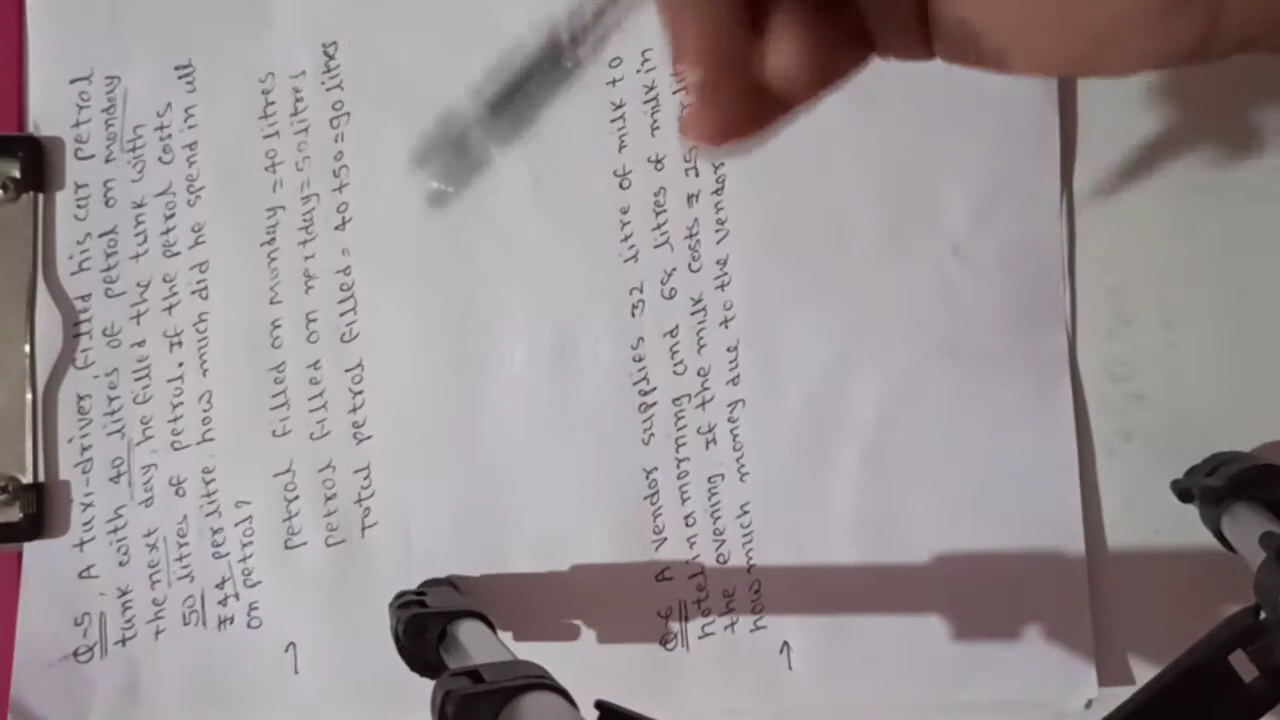 Q-5, A taxi-driver, filled his car petrol
tank with 40 litres of petrol on monday
the next day, he filled the tank with
50 litres of petrol. If the petrol costs
₹44 per litre, how much did he spend in all
on petrol?
→ petrol filled on Monday = 40 litres
petrol filled on next day = 50 litres
Total petrol filled = 40 + 50 = 90 litres
Q-6 A Vendor supplies 32 litre of milk to
hotel in a morning and 68 litres of milk in
the evening. If the milk costs ₹ 15
how much money due to the vendor
→